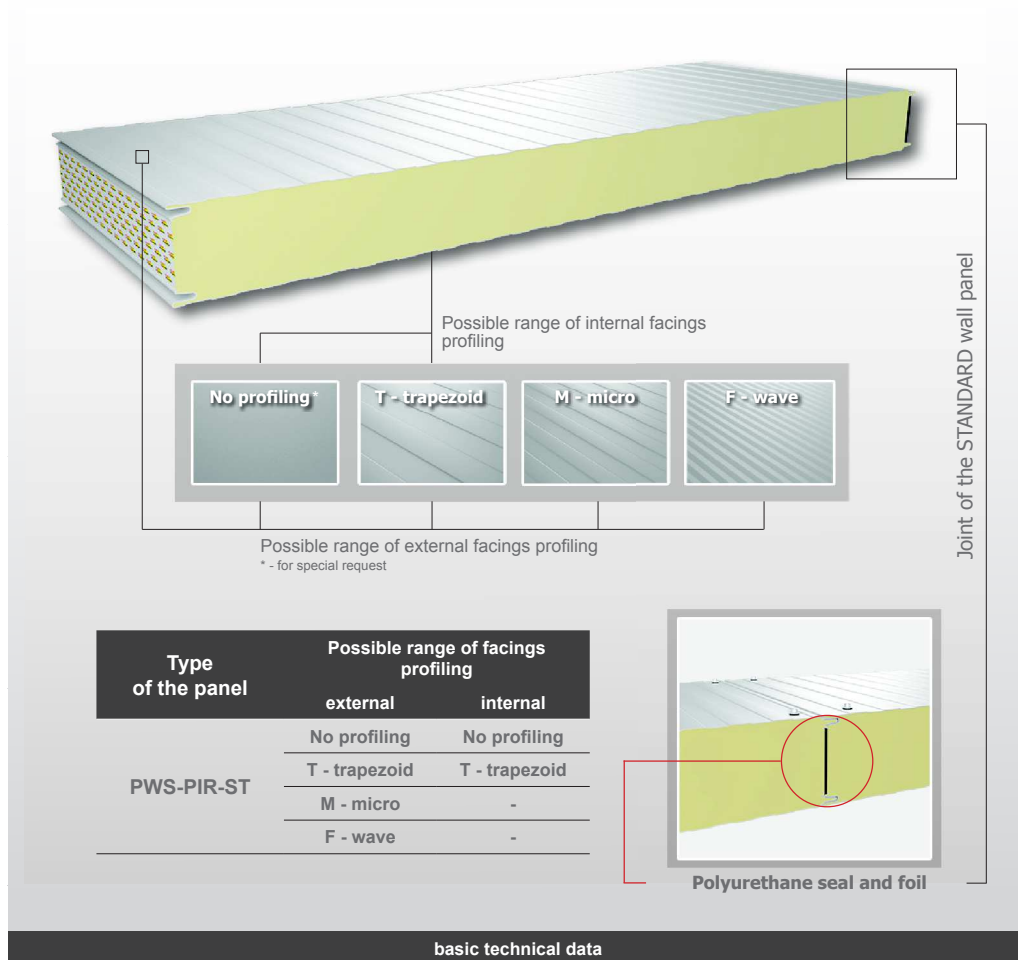 Joint of the STANDARD wall panel
Possible range of internal facings
profiling
No profiling *
T - trapezoid
M - micro
F - wave
Possible range of external facings profiling
* - for special request
Type
of the panel
Possible range of facings
profiling
external internal
PWS-PIR-ST
No profiling No profiling
T - trapezoid T - trapezoid
M - micro -
F - wave -
Polyurethane seal and foil
basic technical data